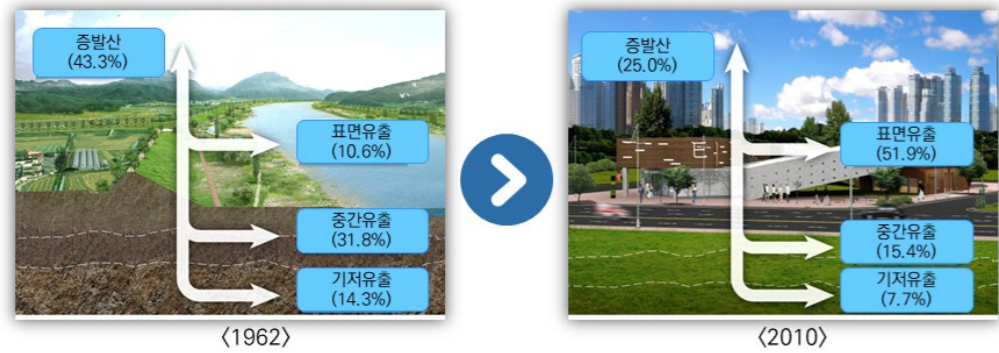 증발산
(43.3%)
표면유출
(10.6%)
중간유출
(31.8%)
기저유출
(14.3%)
〈1962〉
증발산
(25.0%)
표면유출
(51.9%)
중간유출
(15.4%)
기저유출
(7.7%)
〈2010〉